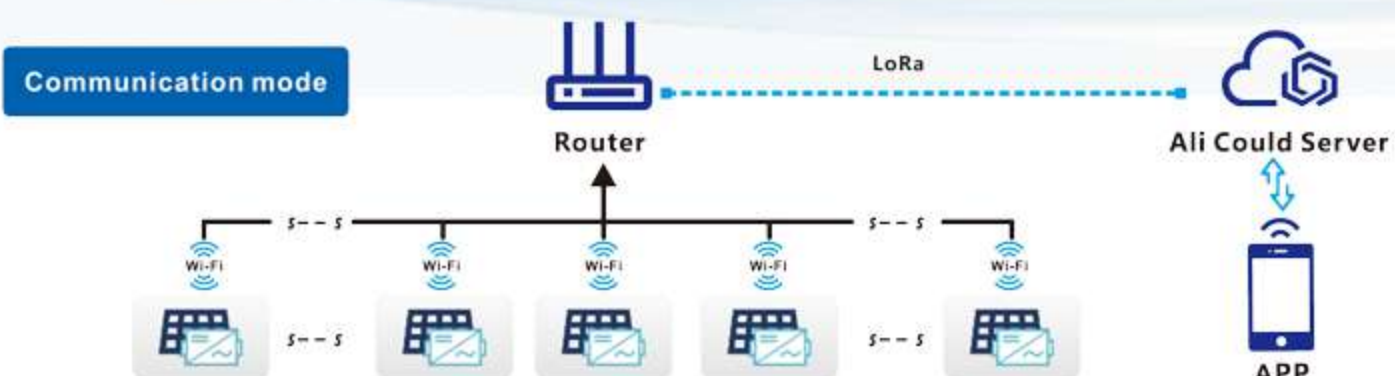 Communication mode
LoRa
Router
Ali Could Server
s-- s
s-- s
Wi-Fi
Wi-Fi
Wi-Fi
Wi-Fi
Wi-Fi
s-- s
s-- s
APP